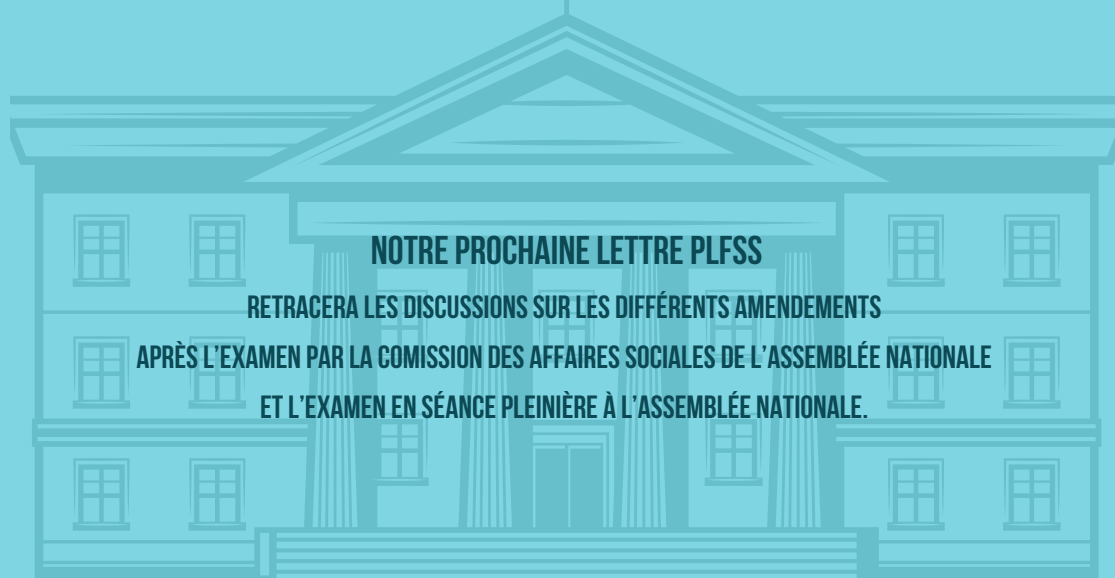 NOTRE PROCHAINE LETTRE PLFSS
RETRACERA LES DISCUSSIONS SUR LES DIFFÉRENTS AMENDEMENTS
APRÈS L'EXAMEN PAR LA COMISSION DES AFFAIRES SOCIALES DE L'ASSEMBLÉE NATIONALE
ET L'EXAMEN EN SÉANCE PLEINIÈRE À L'ASSEMBLÉE NATIONALE.